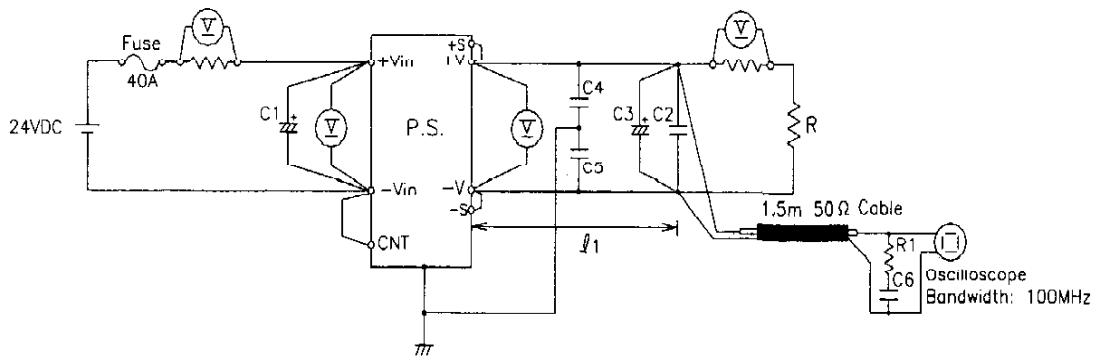 Fuse
40A
V
24VDC
C1
+
V
+Vin
-Vin
CNT
P.S.
+S
+V
-V
-S
V
C4
C5
C3
+
C2
V
R
ℓ1
1.5m 50Ω Cable
R1
C6
Oscilloscope
Bandwidth: 100MHz